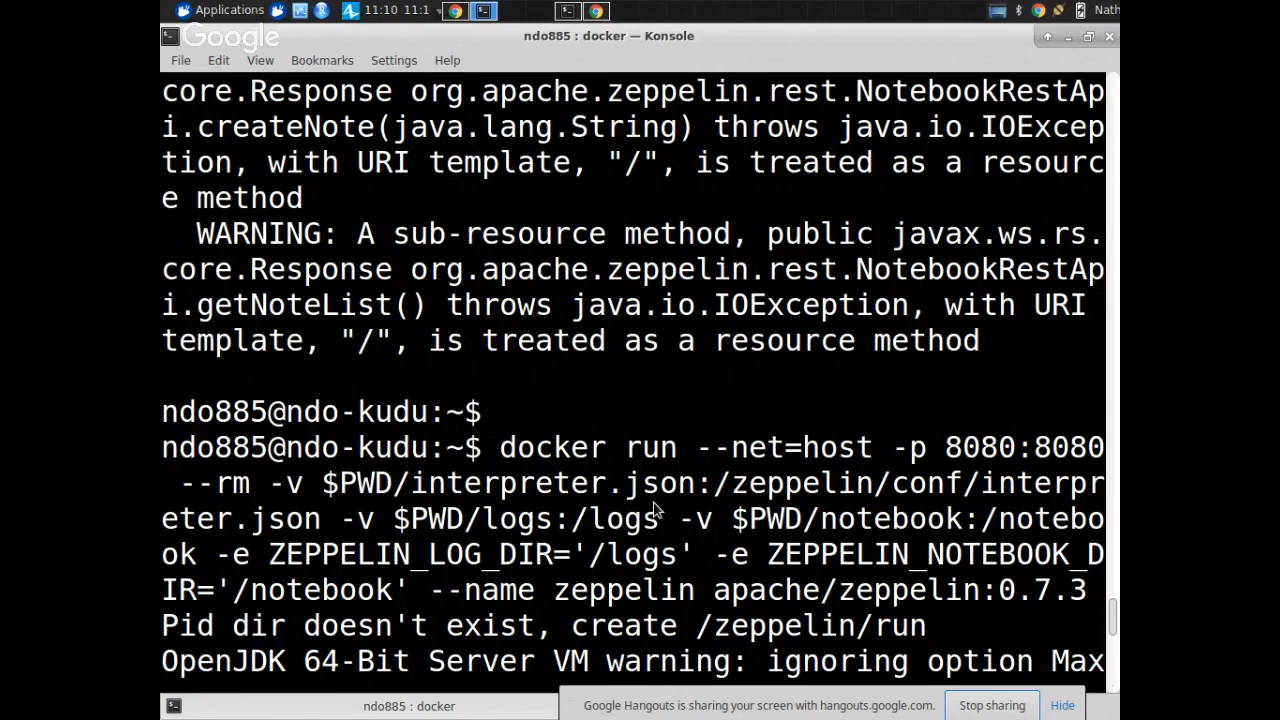 Applications
11:10 11:1
Nath
Google
ndo885 : docker — Konsole
File Edit View Bookmarks Settings Help
core.Response org.apache.zeppelin.rest.NotebookRestAp
i.createNote(java.lang.String) throws java.io.IOExcep
tion, with URI template, "/", is treated as a resourc
e method
WARNING: A sub-resource method, public javax.ws.rs.
core.Response org.apache.zeppelin.rest.NotebookRestAp
i.getNoteList() throws java.io.IOException, with URI
template, "/", is treated as a resource method
ndo885@ndo-kudu:~$
ndo885@ndo-kudu:~$ docker run --net=host -p 8080:8080
--rm -v $PWD/interpreter.json:/zeppelin/conf/interpr
eter.json -v $PWD/logs:/logs -v $PWD/notebook:/notebo
ok -e ZEPPELIN_LOG_DIR='/logs' -e ZEPPELIN_NOTEBOOK_D
IR='/notebook' --name zeppelin apache/zeppelin:0.7.3
Pid dir doesn't exist, create /zeppelin/run
OpenJDK 64-Bit Server VM warning: ignoring option Max
ndo885 : docker
Google Hangouts is sharing your screen with hangouts.google.com.
Stop sharing
Hide